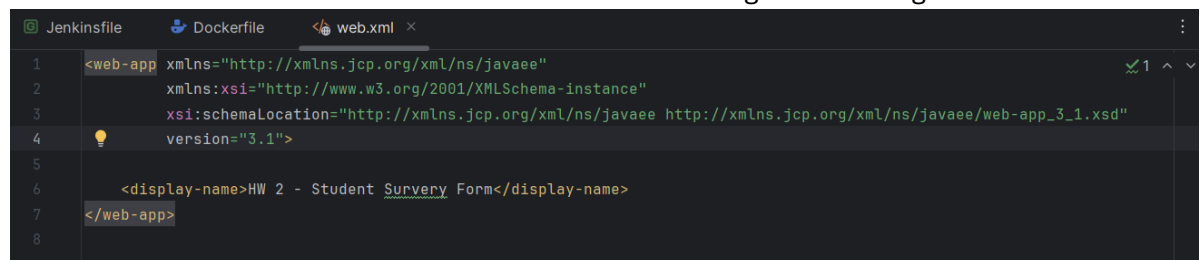 Jenkinsfile Dockerfile web.xml
1 <web-app xmlns="http://xmlns.jcp.org/xml/ns/javaee" 1
2 xmlns:xsi="http://www.w3.org/2001/XMLSchema-instance"
3 xsi:schemaLocation="http://xmlns.jcp.org/xml/ns/javaee http://xmlns.jcp.org/xml/ns/javaee/web-app_3_1.xsd"
4 version="3.1">
5
6 <display-name>HW 2 - Student Survery Form</display-name>
7 </web-app>
8